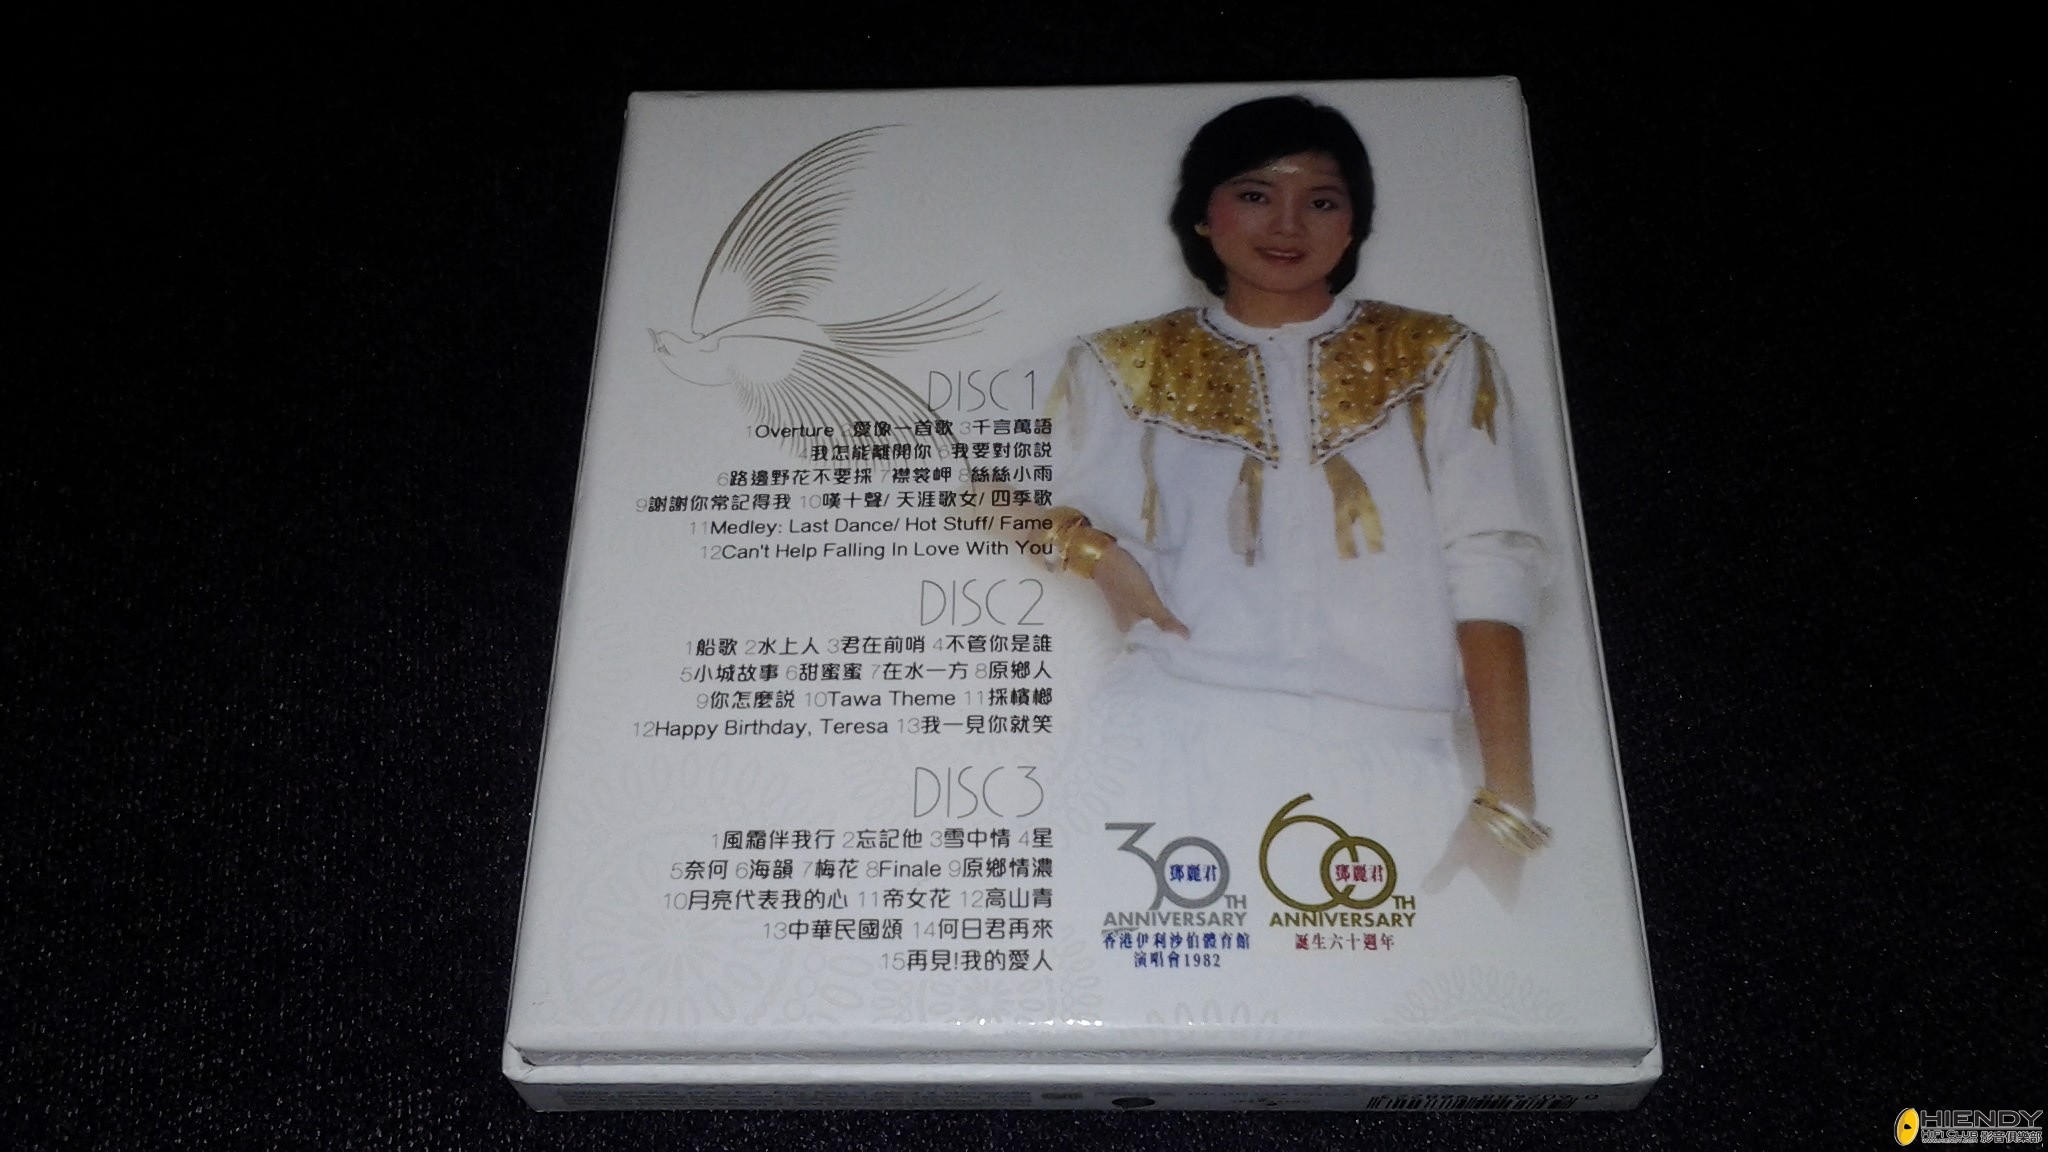 DISC 1
1Overture 2愛像一首歌 3千言萬語
4我怎能離開你 5我要對你說
6路邊野花不要採 7襟裳岬 8絲絲小雨
9謝謝你常記得我 10嘆十聲/ 天涯歌女/ 四季歌
11Medley: Last Dance/ Hot Stuff/ Fame
12Can't Help Falling In Love With You
DISC2
1船歌 2水上人 3君在前哨 4不管你是誰
5小城故事 6甜蜜蜜 7在水一方 8原鄉人
9你怎麼說 10Tawa Theme 11採檳榔
12Happy Birthday, Teresa 13我一見你就笑
DISC3
1風霜伴我行 2忘記他 3雪中情 4星
5奈何 6海韻 7梅花 8Finale 9原鄉情濃
10月亮代表我的心 11帝女花 12高山青
13中華民國頌 14何日君再來
15再見!我的愛人
30TH
鄧麗君
ANNIVERSARY
香港伊利沙伯體育館
演唱會1982
60TH
鄧麗君
ANNIVERSARY
誕生六十週年
HIENDY
HiFi Club 影音俱樂部